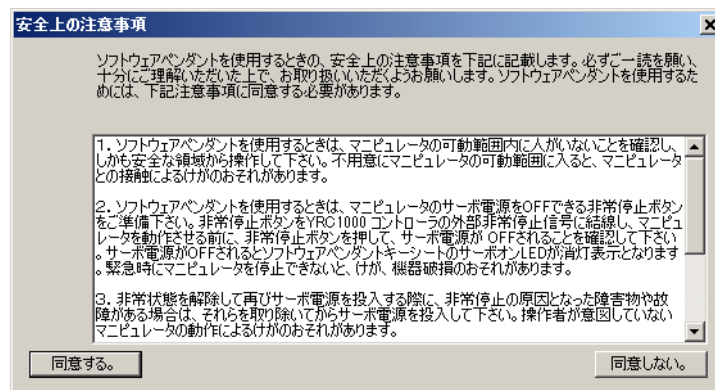 安全上の注意事項
ソフトウェアペンダントを使用するときの、安全上の注意事項を下記に記載します。必ずご一読を願い、
十分にご理解いただいた上で、お取り扱いいただくようお願いします。ソフトウェアペンダントを使用するた
めには、下記注意事項に同意する必要があります。
1. ソフトウェアペンダントを使用するときは、マニピュレータの可動範囲内に人がいないことを確認し、
しかも安全な領域から操作して下さい。不用意にマニピュレータの可動範囲に入ると、マニピュレータ
との接触によるけがのおそれがあります。
2. ソフトウェアペンダントを使用するときは、マニピュレータのサーボ電源をOFFできる非常停止ボタン
をご準備下さい。非常停止ボタンをYRC1000 コントローラの外部非常停止信号に結線し、マニピュ
レータを動作させる前に、非常停止ボタンを押して、サーボ電源が OFFされることを確認して下さい
。サーボ電源がOFFされるとソフトウェアペンダントキーシートのサーボオンLEDが消灯表示となります
。緊急時にマニピュレータを停止できないと、けが、機器破損のおそれがあります。
3. 非常状態を解除して再びサーボ電源を投入する際に、非常停止の原因となった障害物や故
障がある場合は、それらを取り除いてからサーボ電源を投入して下さい。操作者が意図していない
マニピュレータの動作によるけがのおそれがあります。
同意する。
同意しない。